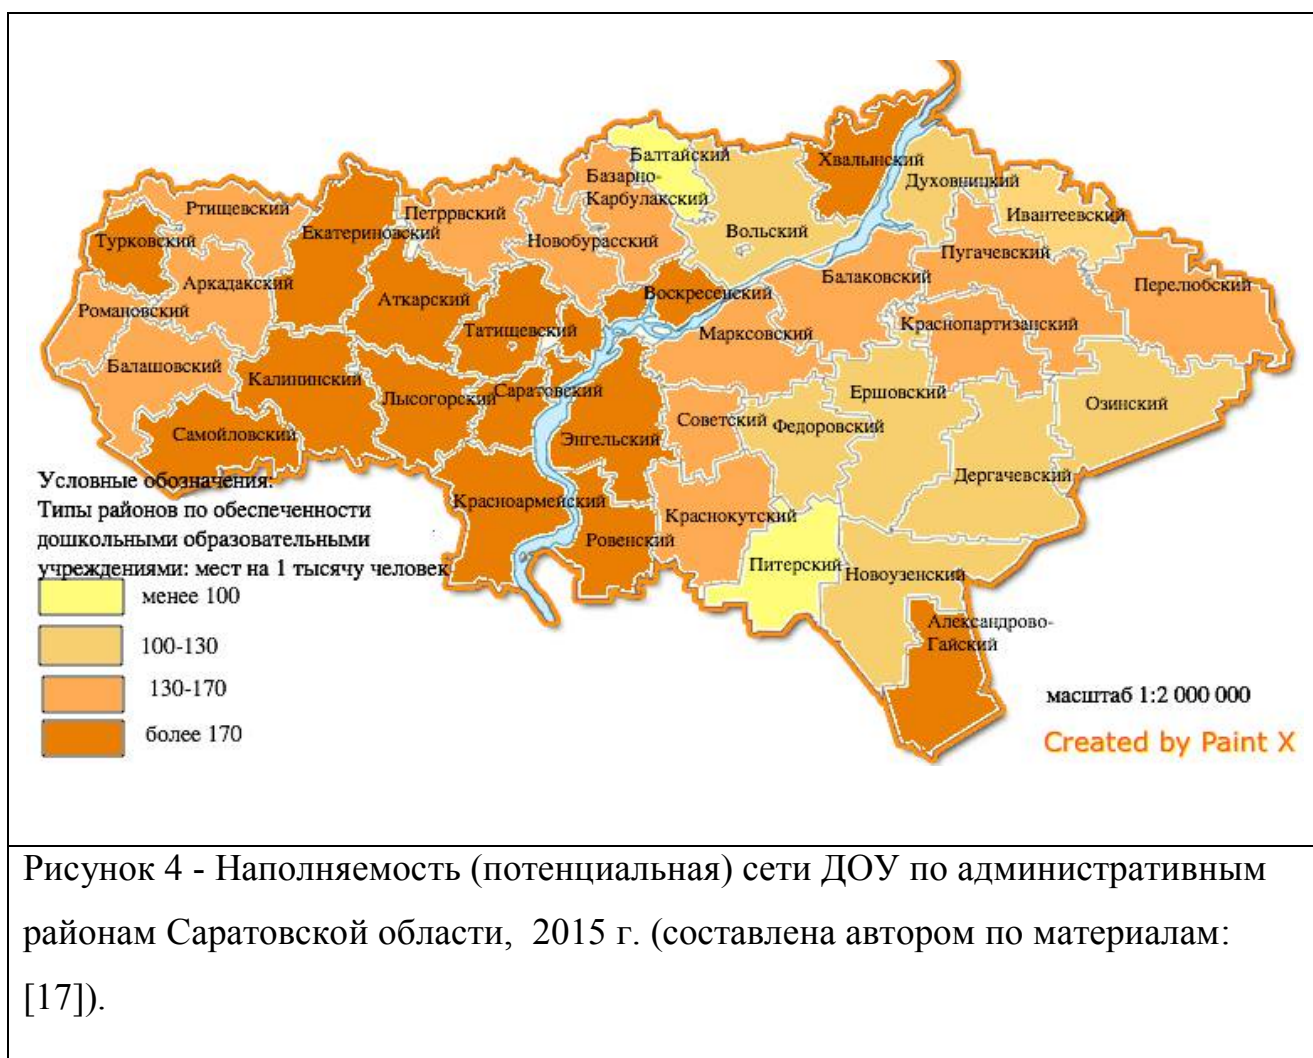 Балтайский
Хвалынский
Базарно-
Карбулакский
Духовницкий
Ивантеевский
Ртищевский
Петррвский
Турковский
Екатериновский
Новобурасский
Вольский
Пугачевский
Аркадакский
Балаковский
Перелюбский
Аткарский
Воскресенский
Романовский
Татищевский
Марксовский
Краснопартизанский
Балашовский
Калининский
Лысогорский
Саратовский
Ершовский
Озинский
Самойловский
Энгельский
Советский
Федоровский
Дергачевский
Красноармейский
Краснокутский
Ровенский
Питерский
Новоузенский
Александрово-
Гайский
Условные обозначения:
Типы районов по обеспеченности
дошкольными образовательными
учреждениями: мест на 1 тысячу человек
менее 100
100-130
130-170
более 170
масштаб 1:2 000 000
Created by Paint X
Рисунок 4 - Наполняемость (потенциальная) сети ДОУ по административным
районам Саратовской области, 2015 г. (составлена автором по материалам:
[17]).